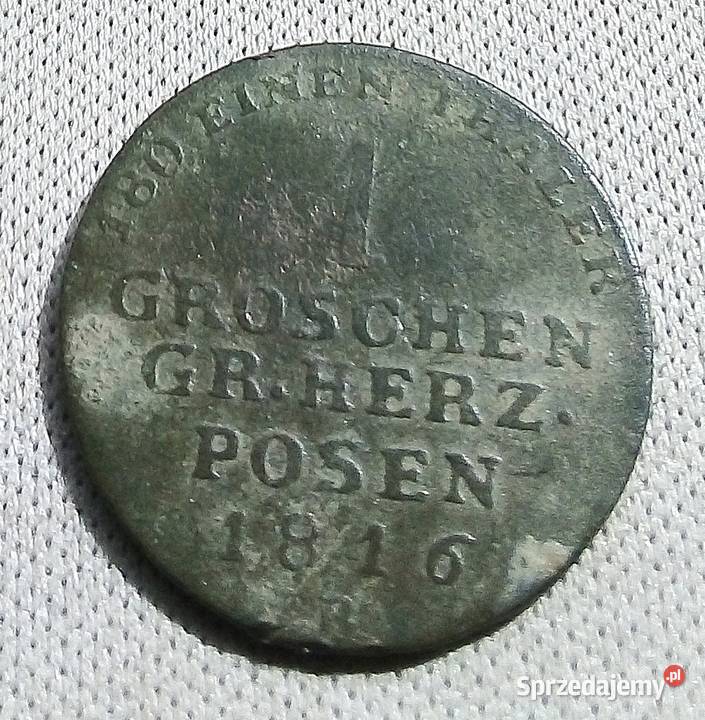 180 EINEN THALER
1
GROSCHEN
GR. HERZ.
POSEN
1816
Sprzedajemy.pl